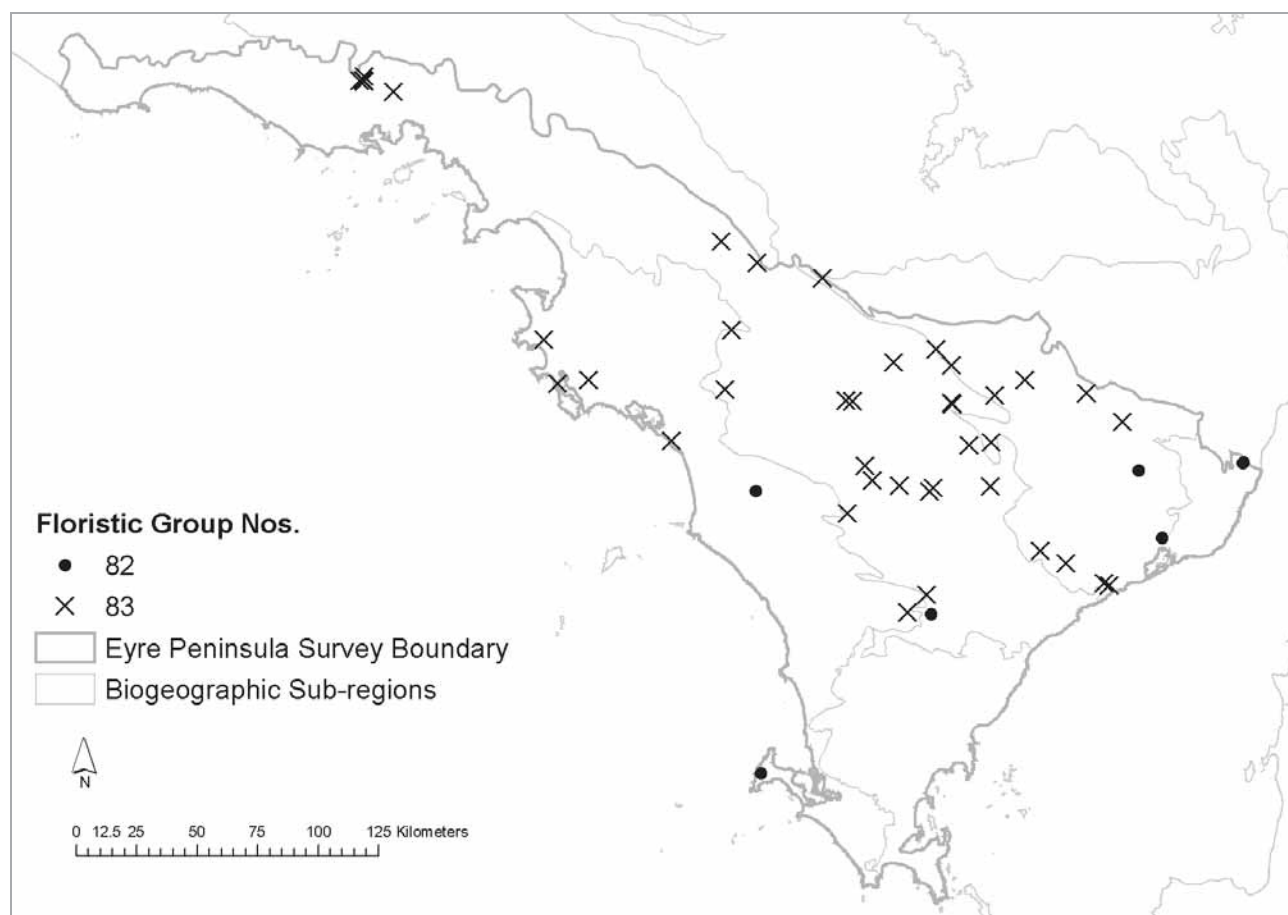 Floristic Group Nos.
82
83
Eyre Peninsula Survey Boundary
Biogeographic Sub-regions
N
0 12.5 25 50 75 100 125 Kilometers